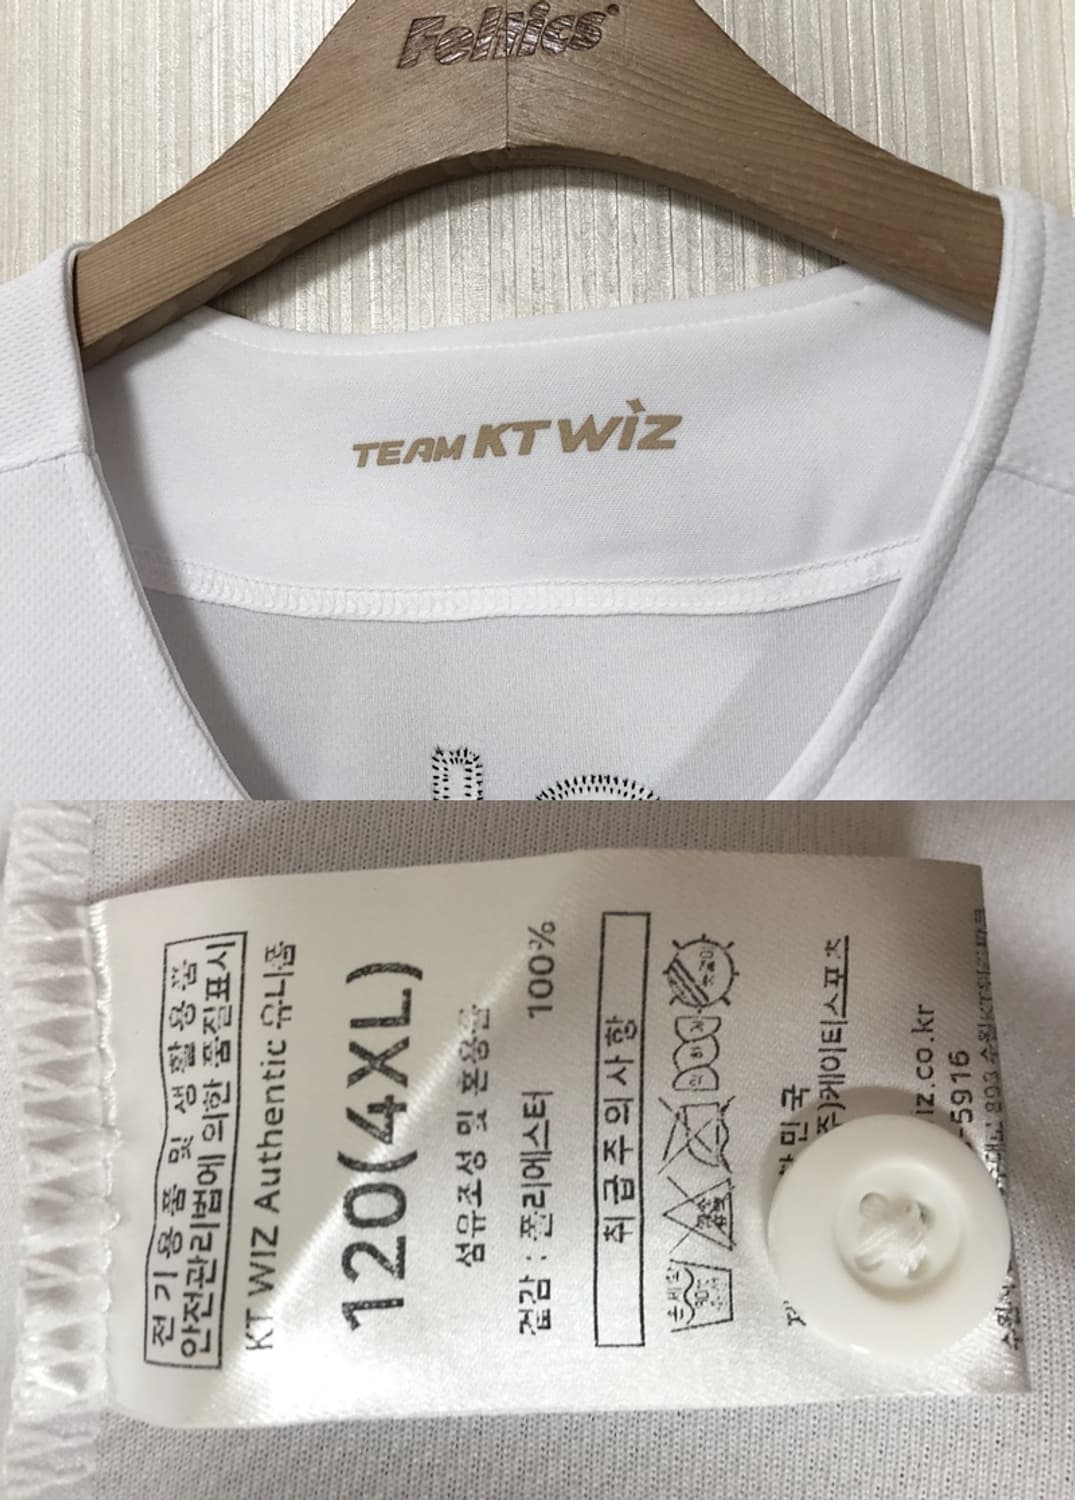 Feltics
TEAM KT WIZ
전기용품 및 생활용품
안전관리법에 의한 품질표시
KT WIZ Authentic 유니폼
120(4XL)
섬유조성 및 혼용율
겉감 : 폴리에스터 100%
취급주의사항
주)케이티스포츠
iz.co.kr
-5916